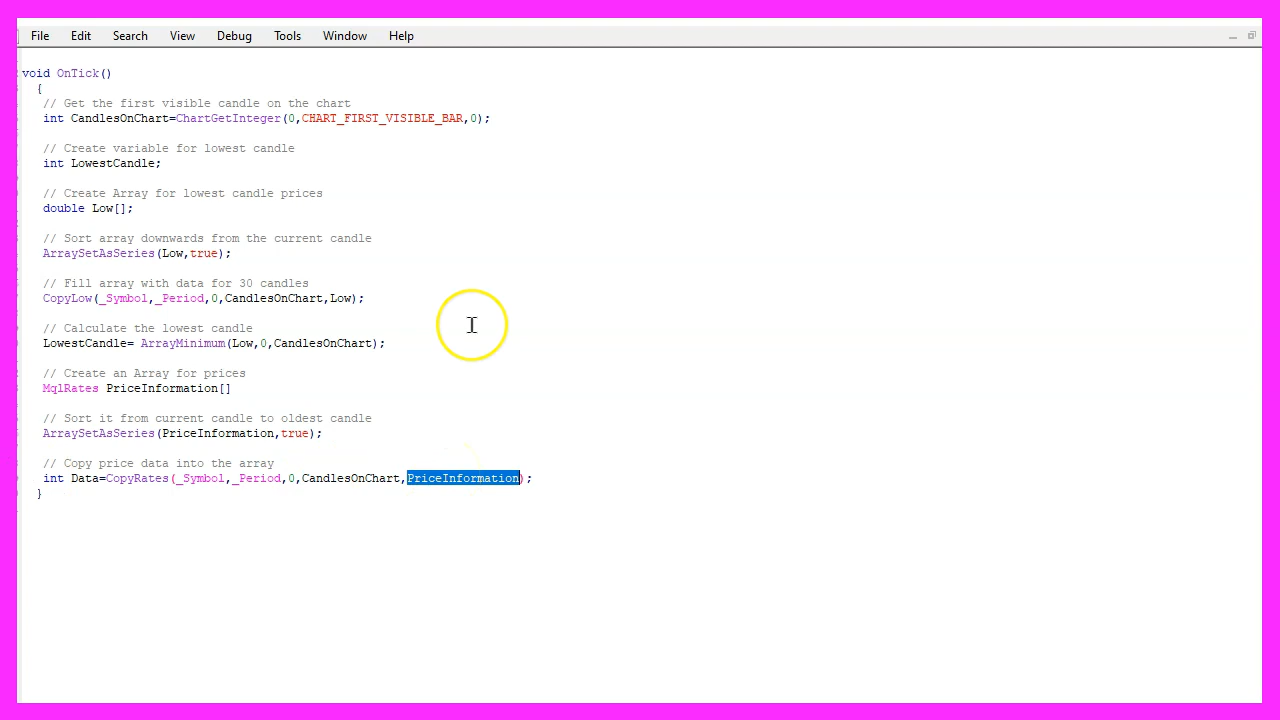 File Edit Search View Debug Tools Window Help
void OnTick()
{
// Get the first visible candle on the chart
int CandlesOnChart=ChartGetInteger(0,CHART_FIRST_VISIBLE_BAR,0);
// Create variable for lowest candle
int LowestCandle;
// Create Array for lowest candle prices
double Low[];
// Sort array downwards from the current candle
ArraySetAsSeries(Low,true);
// Fill array with data for 30 candles
CopyLow(_Symbol,_Period,0,CandlesOnChart,Low);
// Calculate the lowest candle
LowestCandle= ArrayMinimum(Low,0,CandlesOnChart);
// Create an Array for prices
MqlRates PriceInformation[]
// Sort it from current candle to oldest candle
ArraySetAsSeries(PriceInformation,true);
// Copy price data into the array
int Data=CopyRates(_Symbol,_Period,0,CandlesOnChart,PriceInformation);
}